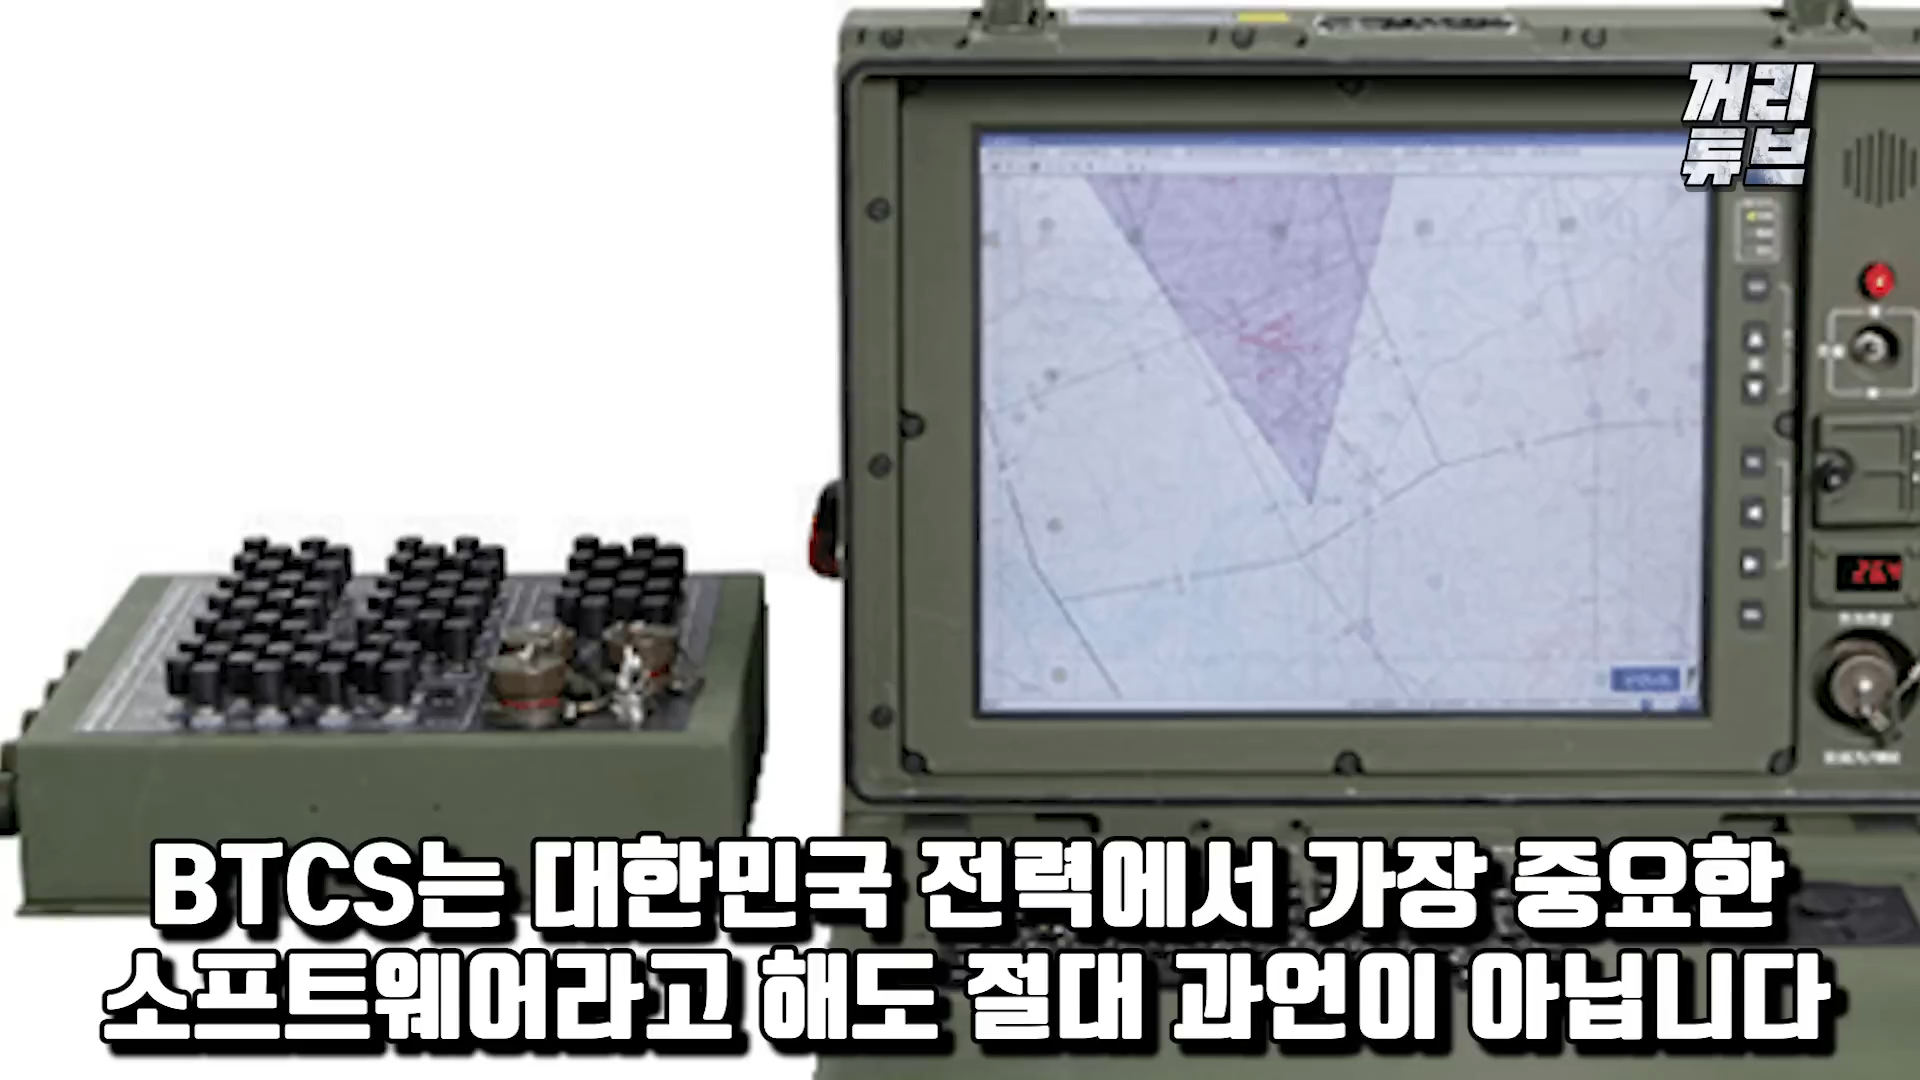 꺼리
튜브
BTCS는 대한민국 전력에서 가장 중요한
소프트웨어라고 해도 절대 과언이 아닙니다